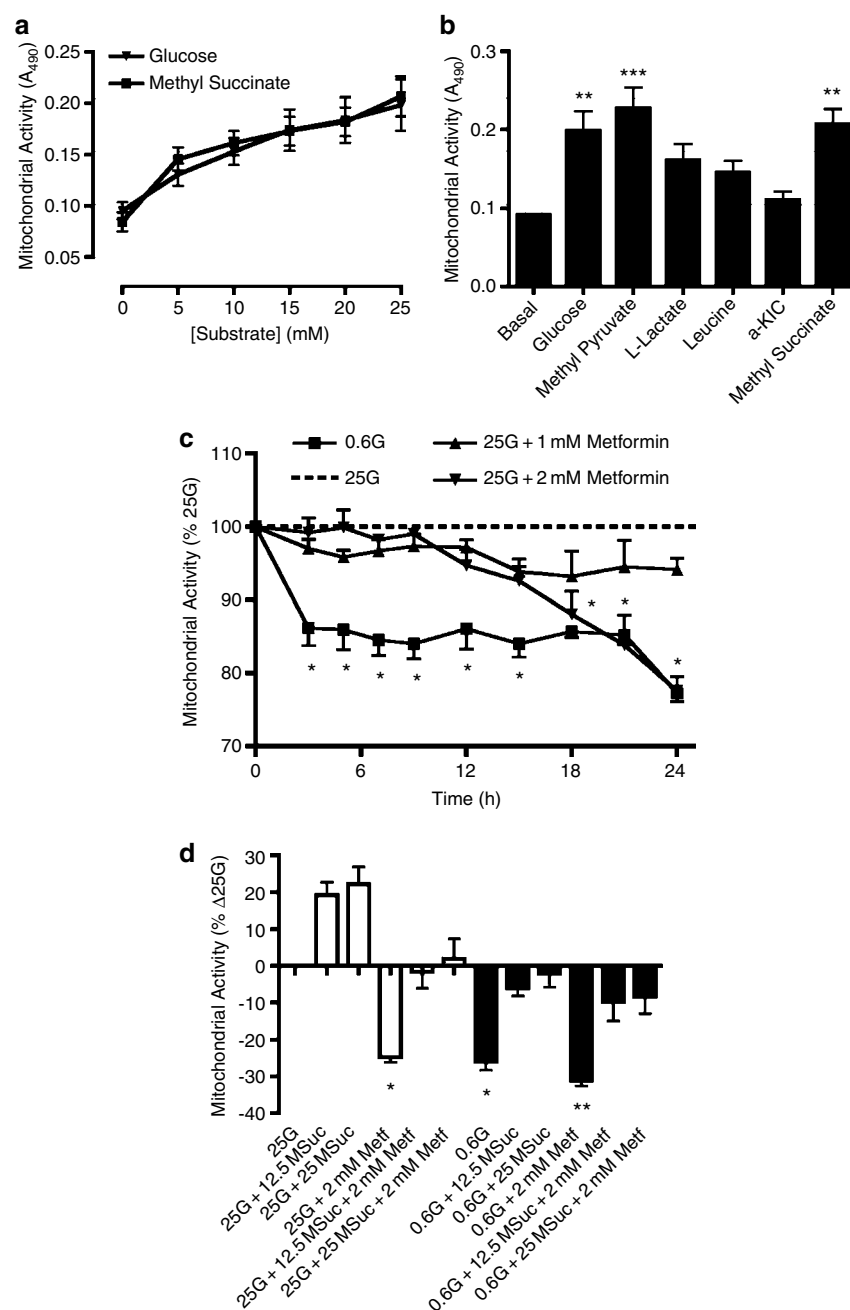 a
Mitochondrial Activity (A490)
0.25
0.20
0.15
0.10
0.05
Glucose
Methyl Succinate
0 5 10 15 20 25
[Substrate] (mM)
b
Mitochondrial Activity (A490)
0.3
0.2
0.1
0.0
** *** **
Basal
Glucose
Methyl Pyruvate
L-Lactate
Leucine
a-KIC
Methyl Succinate
c
Mitochondrial Activity (% 25G)
110
100
90
80
70
0.6G
25G
25G + 1 mM Metformin
25G + 2 mM Metformin
* *
* * * * * * *
0 6 12 18 24
Time (h)
d
Mitochondrial Activity (% Δ25G)
30
20
10
0
-10
-20
-30
-40
* * **
25G
25G + 12.5 MSuc
25G + 25 MSuc
25G + 2 mM Metf
25G + 12.5 MSuc + 2 mM Metf
25G + 25 MSuc + 2 mM Metf
0.6G
0.6G + 12.5 MSuc
0.6G + 25 MSuc
0.6G + 2 mM Metf
0.6G + 12.5 MSuc + 2 mM Metf
0.6G + 25 MSuc + 2 mM Metf